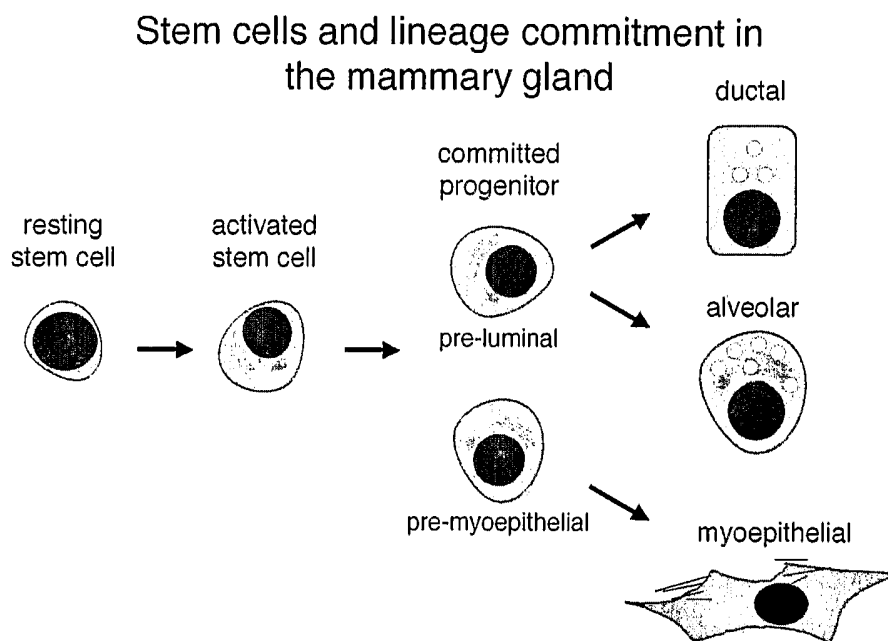 Stem cells and lineage commitment in
the mammary gland
resting
stem cell
activated
stem cell
committed
progenitor
pre-luminal
pre-myoepithelial
ductal
alveolar
myoepithelial